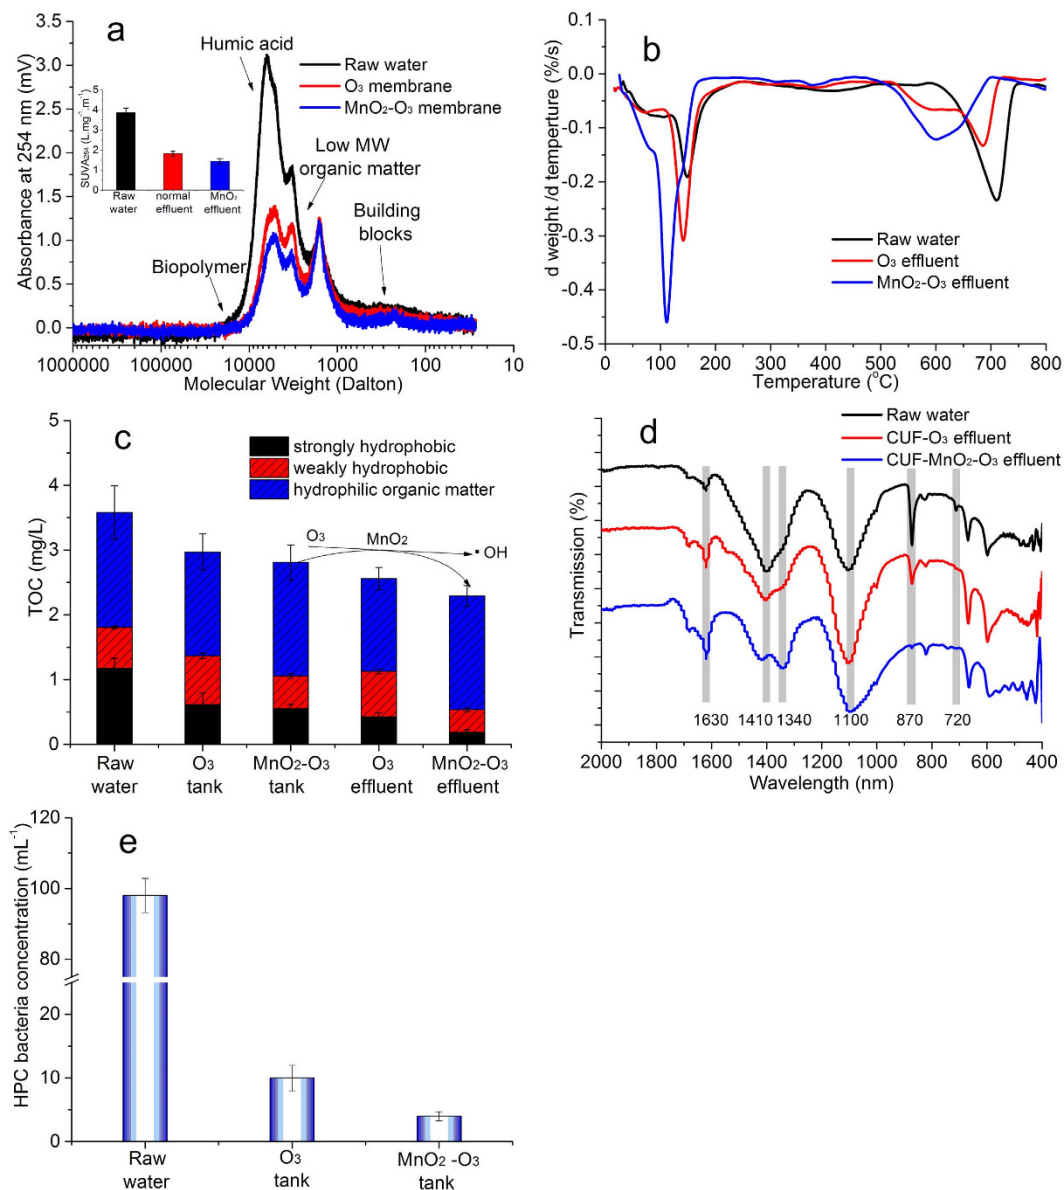 a
3.5
3.0
2.5
2.0
1.5
1.0
0.5
0.0
Absorbance at 254 nm (mV)
Humic acid
Raw water
O3 membrane
MnO2-O3 membrane
Low MW
organic matter
Building
blocks
Biopolymer
5
4
3
2
1
0
SUVA254 (L.mg-1.m-1)
Raw
water
normal
effluent
MnO2
effluent
1000000
100000
10000
1000
100
10
Molecular Weight (Dalton)
b
0.1
0.0
-0.1
-0.2
-0.3
-0.4
-0.5
d weight /d temperture (%/s)
Raw water
O3 effluent
MnO2-O3 effluent
0
100
200
300
400
500
600
700
800
Temperature (oC)
c
5
4
3
2
1
0
TOC (mg/L)
strongly hydrophobic
weakly hydrophobic
hydrophilic organic matter
O3
MnO2
• OH
Raw
water
O3
tank
MnO2-O3
tank
O3
effluent
MnO2-O3
effluent
d
Raw water
CUF-O3 effluent
CUF-MnO2-O3 effluent
Transmission (%)
1630
1410
1340
1100
870
720
2000
1800
1600
1400
1200
1000
800
600
400
Wavelength (nm)
e
120
100
80
20
10
0
HPC bacteria concentration (mL-1)
Raw
water
O3
tank
MnO2 -O3
tank